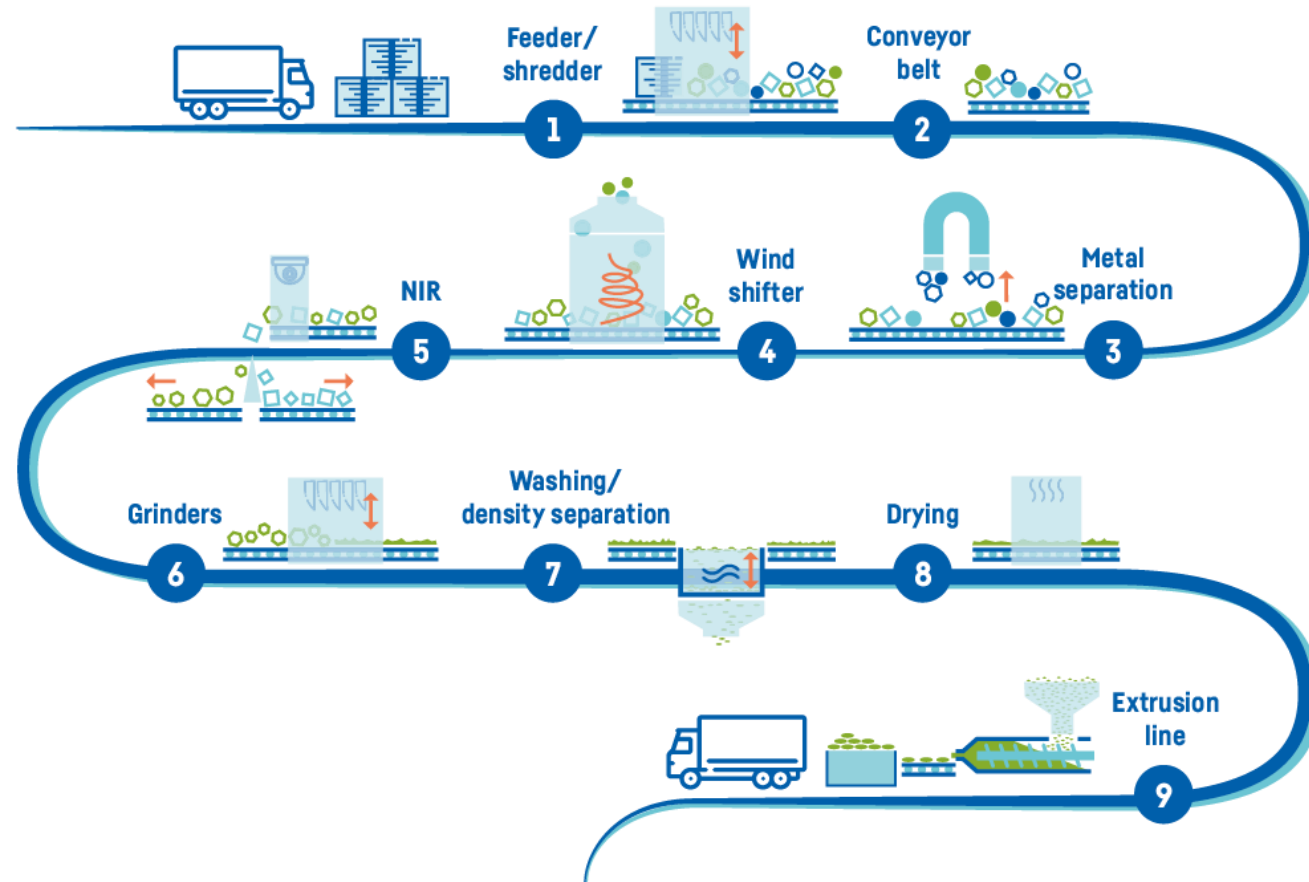 Feeder/
shredder
1
Conveyor
belt
2
Metal
separation
3
Wind
shifter
4
NIR
5
Grinders
6
Washing/
density separation
7
Drying
8
Extrusion
line
9